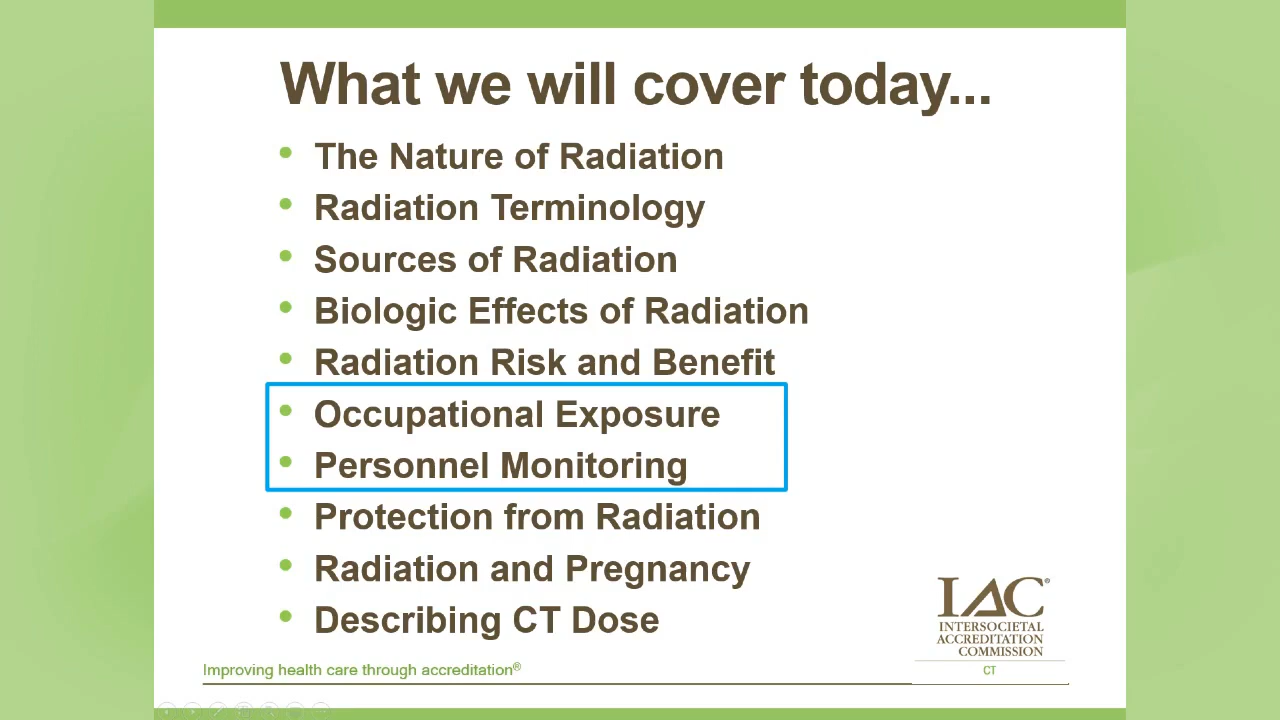 What we will cover today...
• The Nature of Radiation
• Radiation Terminology
• Sources of Radiation
• Biologic Effects of Radiation
• Radiation Risk and Benefit
• Occupational Exposure
• Personnel Monitoring
• Protection from Radiation
• Radiation and Pregnancy
• Describing CT Dose
IAC®
INTERSOCIETAL
ACCREDITATION
COMMISSION
CT
Improving health care through accreditation®